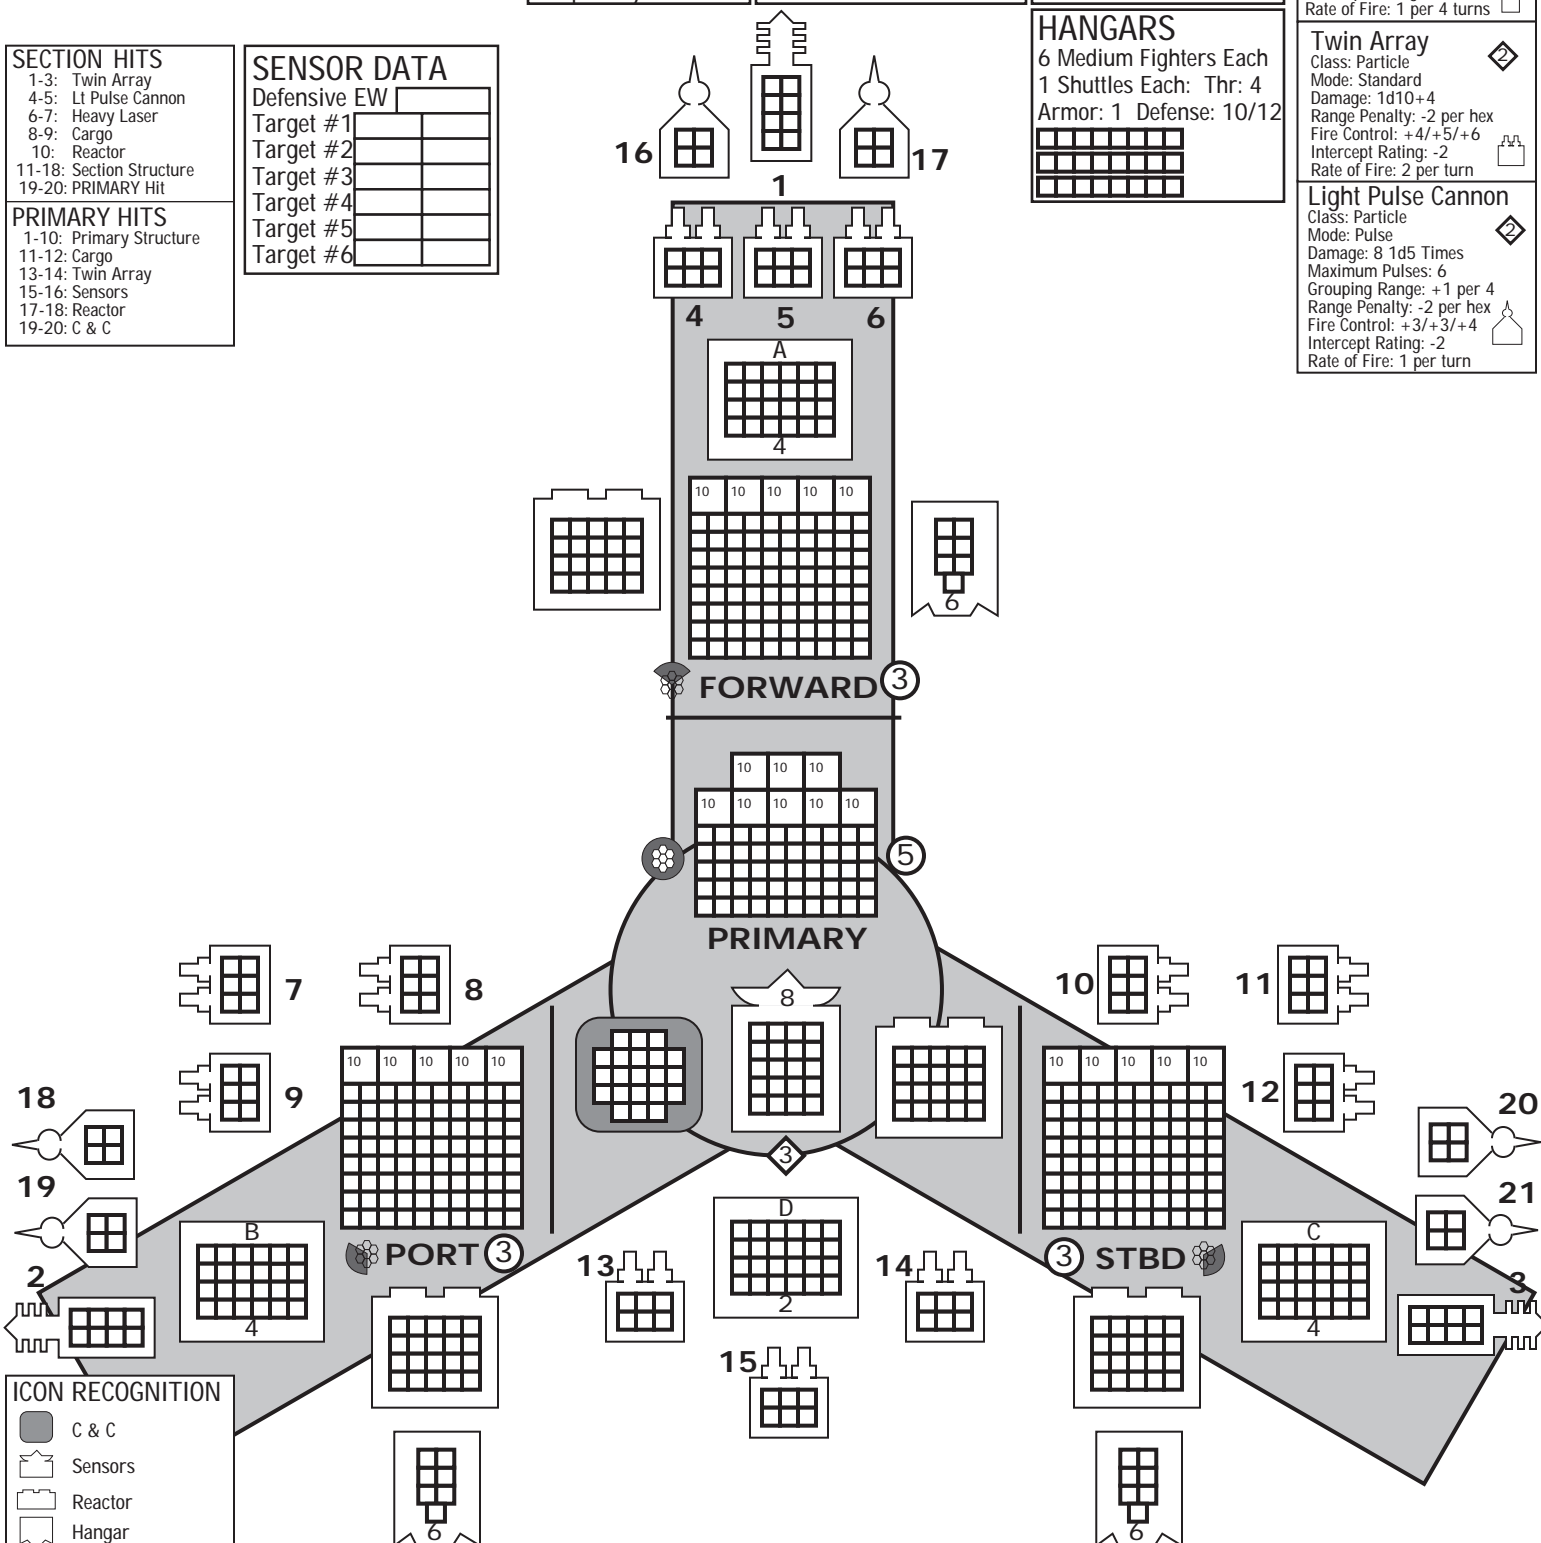 Rate of Fire: 1 per 4 turns
SECTION HITS
1-3: Twin Array
4-5: Lt Pulse Cannon
6-7: Heavy Laser
8-9: Cargo
10: Reactor
11-18: Section Structure
19-20: PRIMARY Hit
PRIMARY HITS
1-10: Primary Structure
11-12: Cargo
13-14: Twin Array
15-16: Sensors
17-18: Reactor
19-20: C & C
SENSOR DATA
Defensive EW
Target #1
Target #2
Target #3
Target #4
Target #5
Target #6
HANGARS
6 Medium Fighters Each
1 Shuttles Each: Thr: 4
Armor: 1 Defense: 10/12
Twin Array
2
Class: Particle
Mode: Standard
Damage: 1d10+4
Range Penalty: -2 per hex
Fire Control: +4/+5/+6
Intercept Rating: -2
Rate of Fire: 2 per turn
Light Pulse Cannon
2
Class: Particle
Mode: Pulse
Damage: 8 1d5 Times
Maximum Pulses: 6
Grouping Range: +1 per 4
Range Penalty: -2 per hex
Fire Control: +3/+3/+4
Intercept Rating: -2
Rate of Fire: 1 per turn
16 17
1
4 5 6
A
4
10 10 10 10 10
6
FORWARD 3
10 10 10
10 10 10 10 10
5
PRIMARY
7 8 10 11
8
10 10 10 10 10
10 10 10 10 10
9 12
18 20
3
19 21
B D C
PORT 3
3 STBD
13 14
2 3
4 2 4
15
6 6
ICON RECOGNITION
C & C
Sensors
Reactor
Hangar